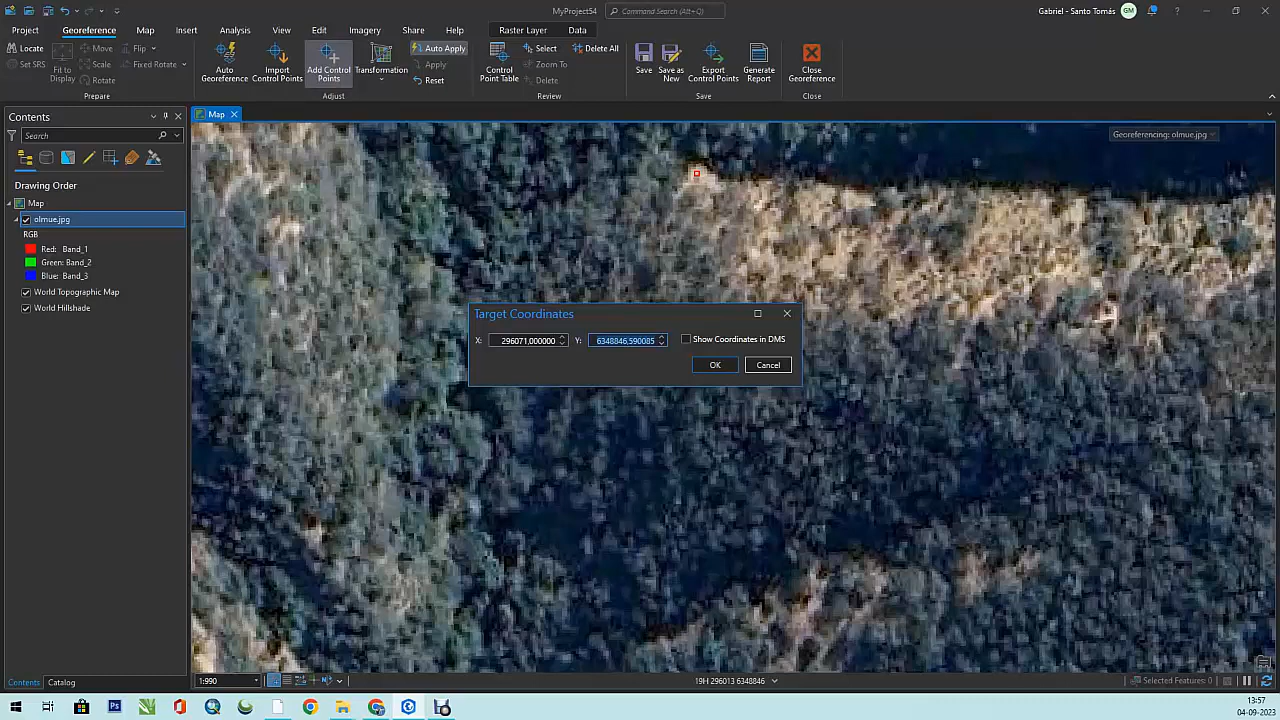 MyProject54
Command Search (Alt+Q)
Gabriel - Santo Tomás
GM
?
Project
Georeference
Map
Insert
Analysis
View
Edit
Imagery
Share
Help
Raster Layer
Data
Locate
Set SRS
Fit to Display
Move
Scale
Rotate
Flip
Fixed Rotate
Prepare
Auto Georeference
Import Control Points
Add Control Points
Transformation
Auto Apply
Apply
Reset
Adjust
Control Point Table
Select
Zoom To
Delete
Delete All
Review
Save
Save as New
Export Control Points
Generate Report
Save
Close Georeference
Close
Contents
Search
Drawing Order
Map
olmue.jpg
RGB
Red: Band_1
Green: Band_2
Blue: Band_3
World Topographic Map
World Hillshade
Contents
Catalog
Map
Georeferencing: olmue.jpg
Target Coordinates
X: 296071,000000
Y: 6348846,590085
Show Coordinates in DMS
OK
Cancel
1:990
19H 296013 6348846
Selected Features: 0
Ps
13:57
04-09-2023